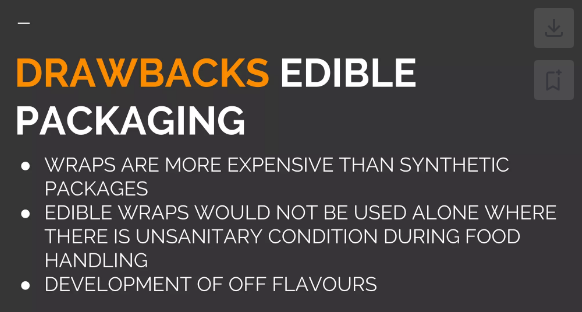 DRAWBACKS EDIBLE
PACKAGING
● WRAPS ARE MORE EXPENSIVE THAN SYNTHETIC
PACKAGES
● EDIBLE WRAPS WOULD NOT BE USED ALONE WHERE
THERE IS UNSANITARY CONDITION DURING FOOD
HANDLING
● DEVELOPMENT OF OFF FLAVOURS